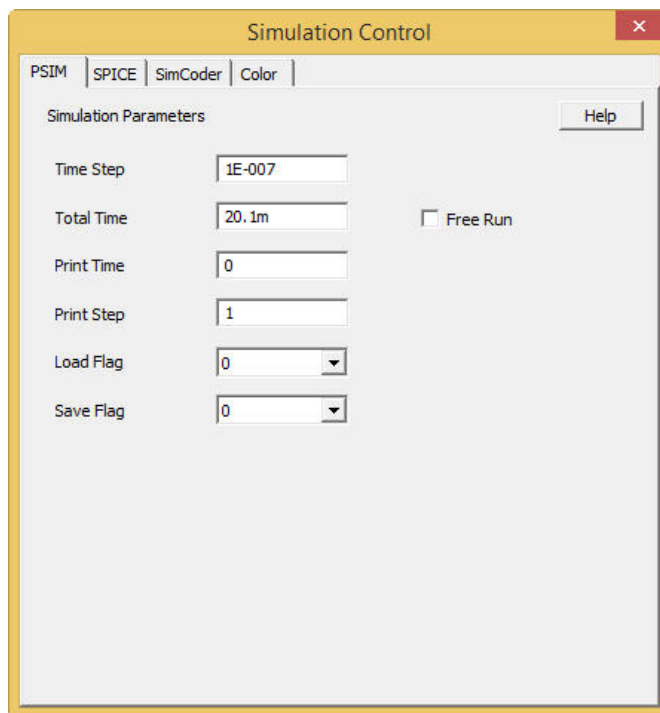 Simulation Control
PSIM SPICE SimCoder Color
Simulation Parameters Help
Time Step 1E-007
Total Time 20.1m Free Run
Print Time 0
Print Step 1
Load Flag 0
Save Flag 0